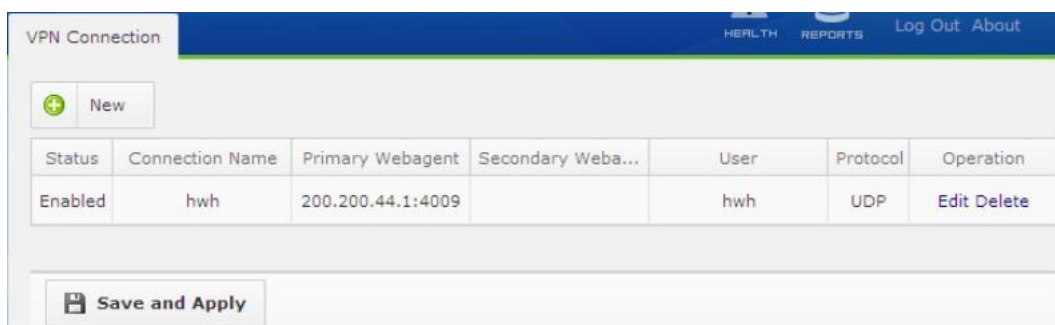 VPN Connection
HEALTH REPORTS Log Out About
New
Status Connection Name Primary Webagent Secondary Weba... User Protocol Operation
Enabled hwh 200.200.44.1:4009 hwh UDP Edit Delete
Save and Apply